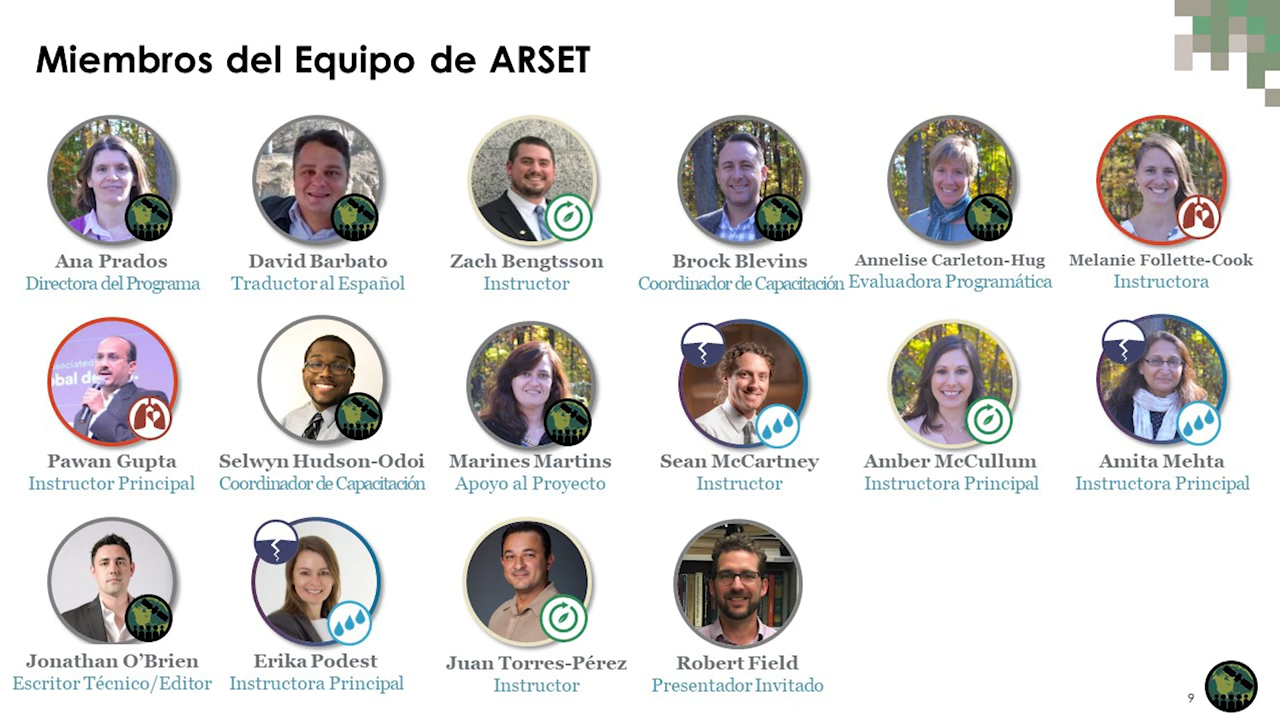 Miembros del Equipo de ARSET
Ana Prados
Directora del Programa
David Barbato
Traductor al Español
Zach Bengtsson
Instructor
Brock Blevins
Coordinador de Capacitación
Annelise Carleton-Hug
Evaluadora Programática
Melanie Follette-Cook
Instructora
Pawan Gupta
Instructor Principal
Selwyn Hudson-Odoi
Coordinador de Capacitación
Marines Martins
Apoyo al Proyecto
Sean McCartney
Instructor
Amber McCullum
Instructora Principal
Amita Mehta
Instructora Principal
Jonathan O'Brien
Escritor Técnico/Editor
Erika Podest
Instructora Principal
Juan Torres-Pérez
Instructor
Robert Field
Presentador Invitado
9